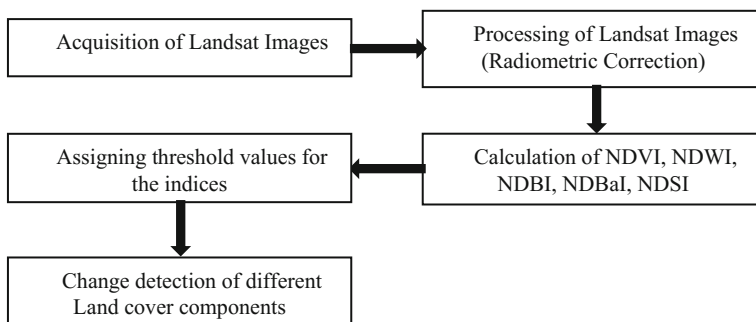 Acquisition of Landsat Images
Processing of Landsat Images
(Radiometric Correction)
Calculation of NDVI, NDWI,
NDBI, NDBaI, NDSI
Assigning threshold values for
the indices
Change detection of different
Land cover components